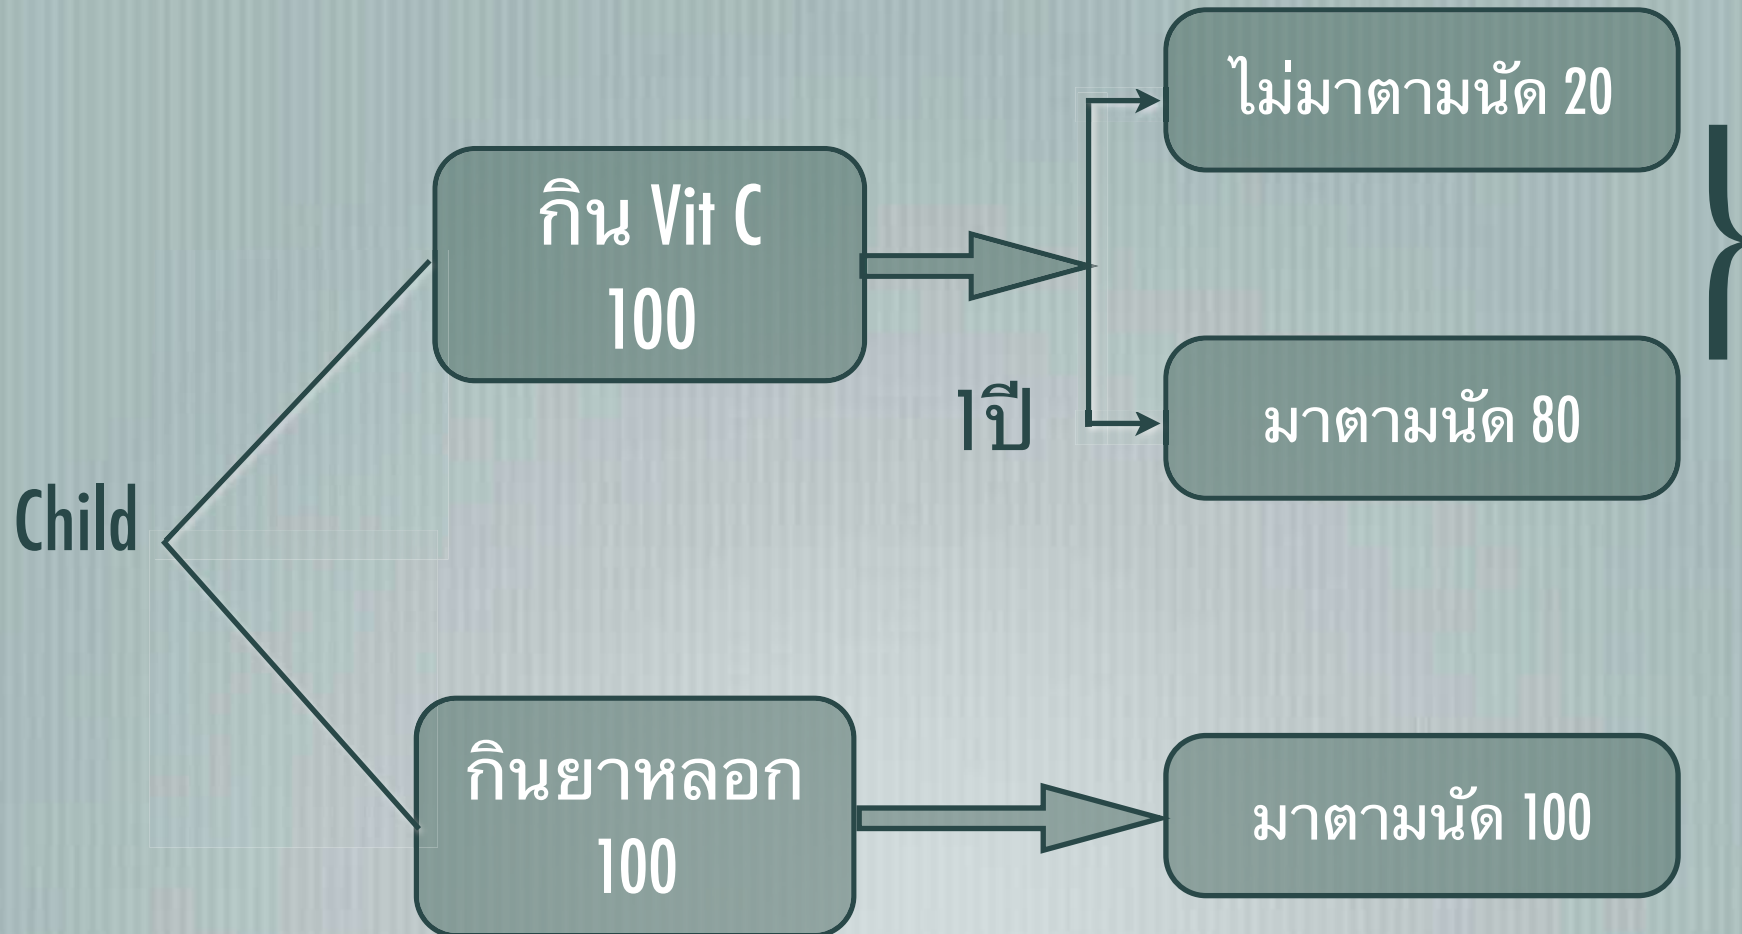 ไม่มาตามนัด 20
กิน Vit C
100
1ปี
มาตามนัด 80
Child
กินยาหลอก
100
มาตามนัด 100